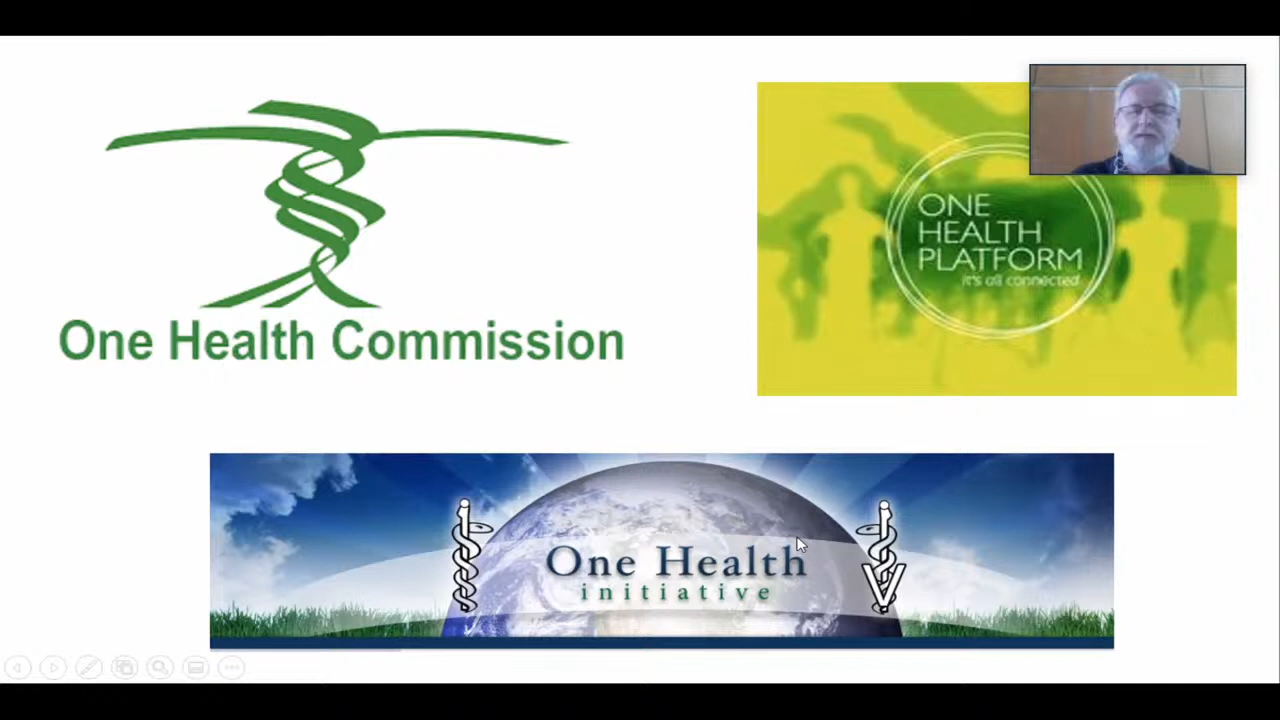 One Health Commission
ONE
HEALTH
PLATFORM
it's all connected
One Health
initiative
V